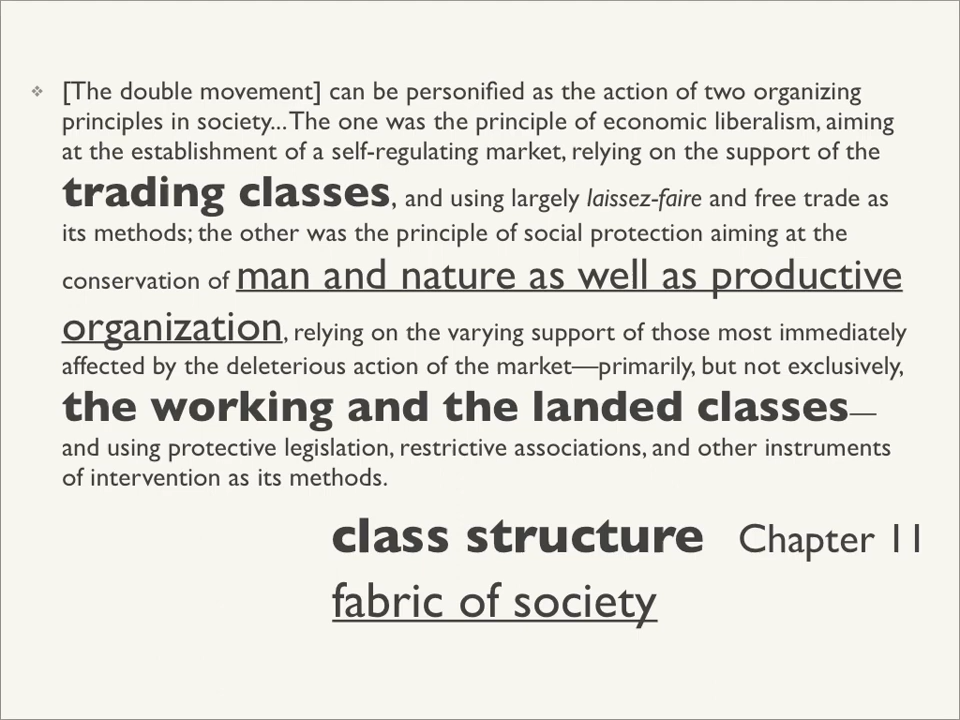 [The double movement] can be personified as the action of two organizing
principles in society... The one was the principle of economic liberalism, aiming
at the establishment of a self-regulating market, relying on the support of the
trading classes, and using largely laissez-faire and free trade as
its methods; the other was the principle of social protection aiming at the
conservation of man and nature as well as productive
organization, relying on the varying support of those most immediately
affected by the deleterious action of the market—primarily, but not exclusively,
the working and the landed classes—
and using protective legislation, restrictive associations, and other instruments
of intervention as its methods.
class structure Chapter 11
fabric of society